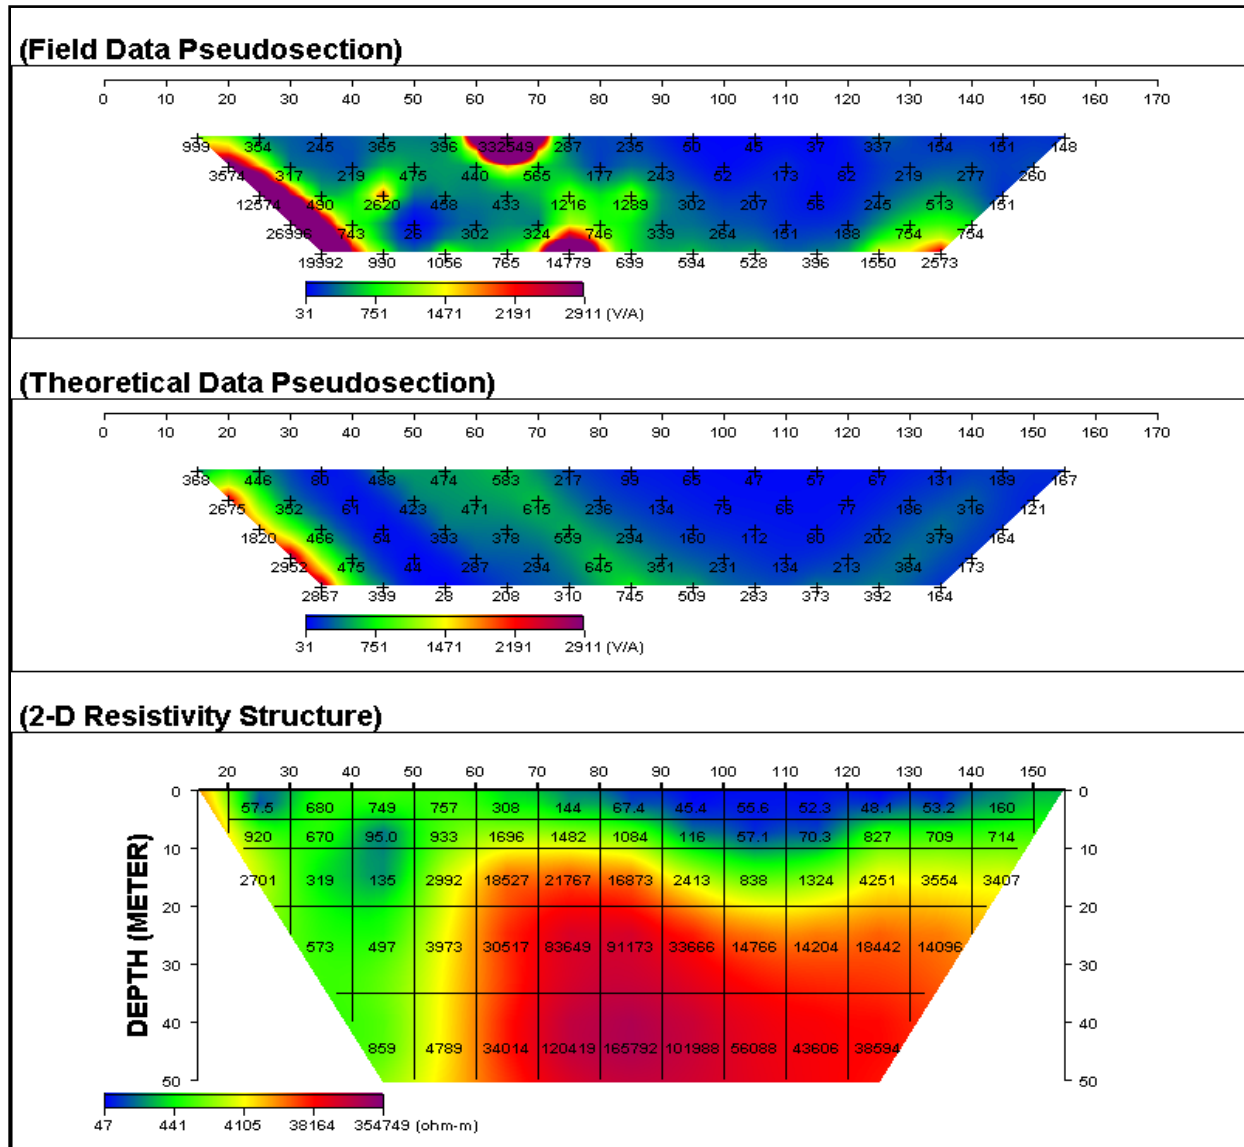 (Field Data Pseudosection)
0 10 20 30 40 50 60 70 80 90 100 110 120 130 140 150 160 170
999 354 245 365 396 332549 287 235 50 45 37 337 154 151 148
3574 317 219 475 440 565 177 243 52 173 82 219 277 260
12574 490 2620 458 433 1216 1289 302 207 56 245 513 151
26996 743 26 302 324 746 339 264 151 188 754 754
19992 990 1056 765 14779 699 594 528 396 1550 2573
31 751 1471 2191 2911 (V/A)
(Theoretical Data Pseudosection)
0 10 20 30 40 50 60 70 80 90 100 110 120 130 140 150 160 170
368 446 80 488 474 583 217 99 65 47 57 67 131 189 167
2675 352 61 423 471 615 236 134 79 66 77 186 316 121
1820 466 54 393 378 559 294 160 112 60 202 379 164
2952 475 44 297 294 645 351 231 134 213 384 173
2667 399 28 208 310 745 509 283 373 392 164
31 751 1471 2191 2911 (V/A)
(2-D Resistivity Structure)
20 30 40 50 60 70 80 90 100 110 120 130 140 150
0 57.5 680 749 757 308 144 67.4 45.4 55.6 52.3 48.1 53.2 160 0
920 670 95.0 933 1696 1482 1084 116 57.1 70.3 827 709 714
10 10
2701 319 135 2992 18527 21767 16873 2413 838 1324 4251 3554 3407
20 20
573 497 3973 30517 83649 91173 33666 14766 14204 18442 14096
30 30
40 40
859 4789 34014 120419 165792 101988 56088 43606 38594
50 50
DEPTH (METER)
47 441 4105 38164 354749 (ohm-m)